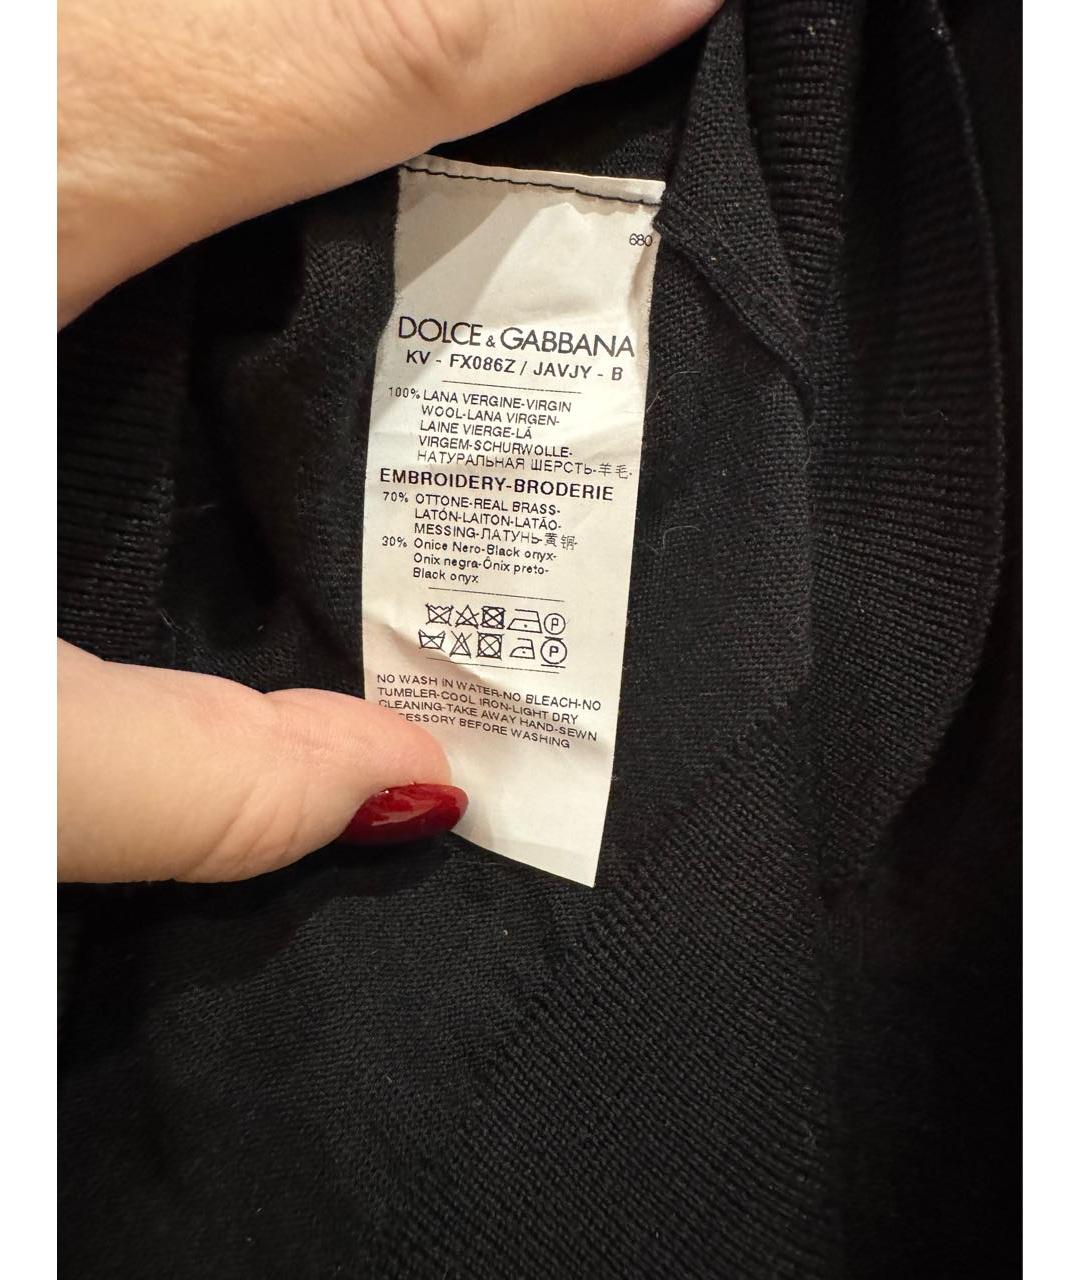 680
DOLCE & GABBANA
KV - FX086Z / JAVJY - B
100% LANA VERGINE-VIRGIN
WOOL-LANA VIRGEN-
LAINE VIERGE-LÃ
VIRGEM-SCHURWOLLE-
НАТУРАЛЬНАЯ ШЕРСТЬ-羊毛-
EMBROIDERY-BRODERIE
70% OTTONE-REAL BRASS-
LATÓN-LAITON-LATÃO-
MESSING-ЛАТУНЬ-黄铜-
30% Onice Nero-Black onyx-
Onix negra-Ônix preto-
Black onyx
P
P
NO WASH IN WATER-NO BLEACH-NO
TUMBLER-COOL IRON-LIGHT DRY
CLEANING-TAKE AWAY HAND-SEWN
BEFORE WASHING